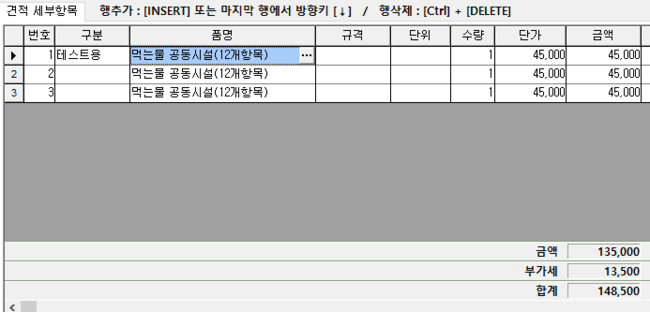 견적 세부항목 행추가 : [INSERT] 또는 마지막 행에서 방향키 [↓] / 행삭제 : [Ctrl] + [DELETE]
번호 구분 품명 규격 단위 수량 단가 금액
1 테스트용 먹는물 공동시설(12개항목) ... 1 45,000 45,000
2 2 먹는물 공동시설(12개항목) 1 45,000 45,000
3 3 먹는물 공동시설(12개항목) 1 45,000 45,000
금액 135,000
부가세 13,500
합계 148,500